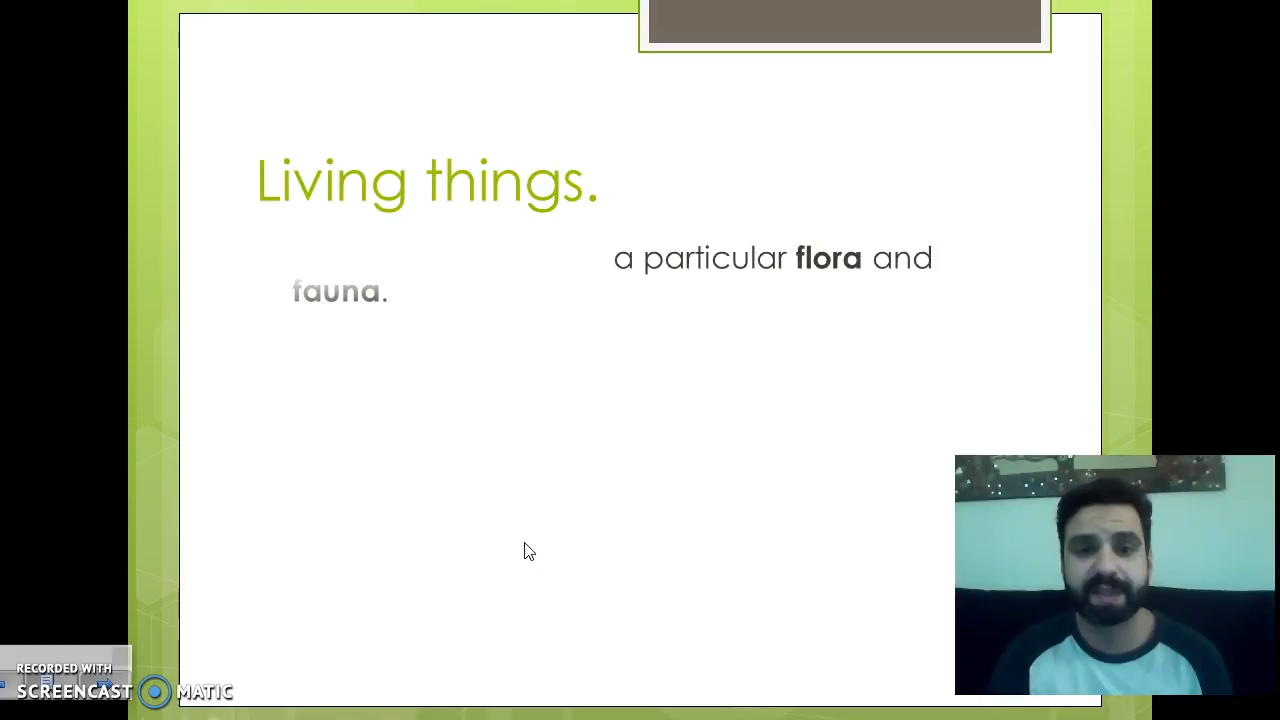 Living things.
a particular flora and
fauna.
RECORDED WITH
SCREENCAST MATIC